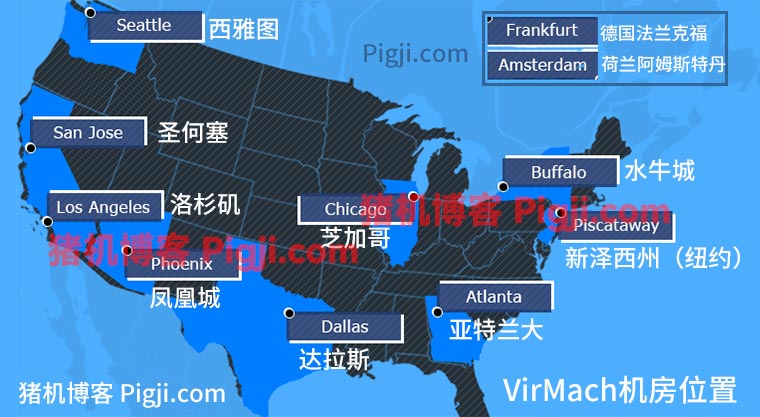 Seattle
西雅图
Frankfurt
德国法兰克福
Pigji.com
Amsterdam
荷兰阿姆斯特丹
San Jose
圣何塞
Buffalo
水牛城
Los Angeles
洛杉矶
Chicago
芝加哥
猪机博客 Pigji.com
Piscataway
新泽西州（纽约）
猪机博客 Pigji.com
Phoenix
凤凰城
Atlanta
亚特兰大
Dallas
达拉斯
猪机博客 Pigji.com
VirMach机房位置